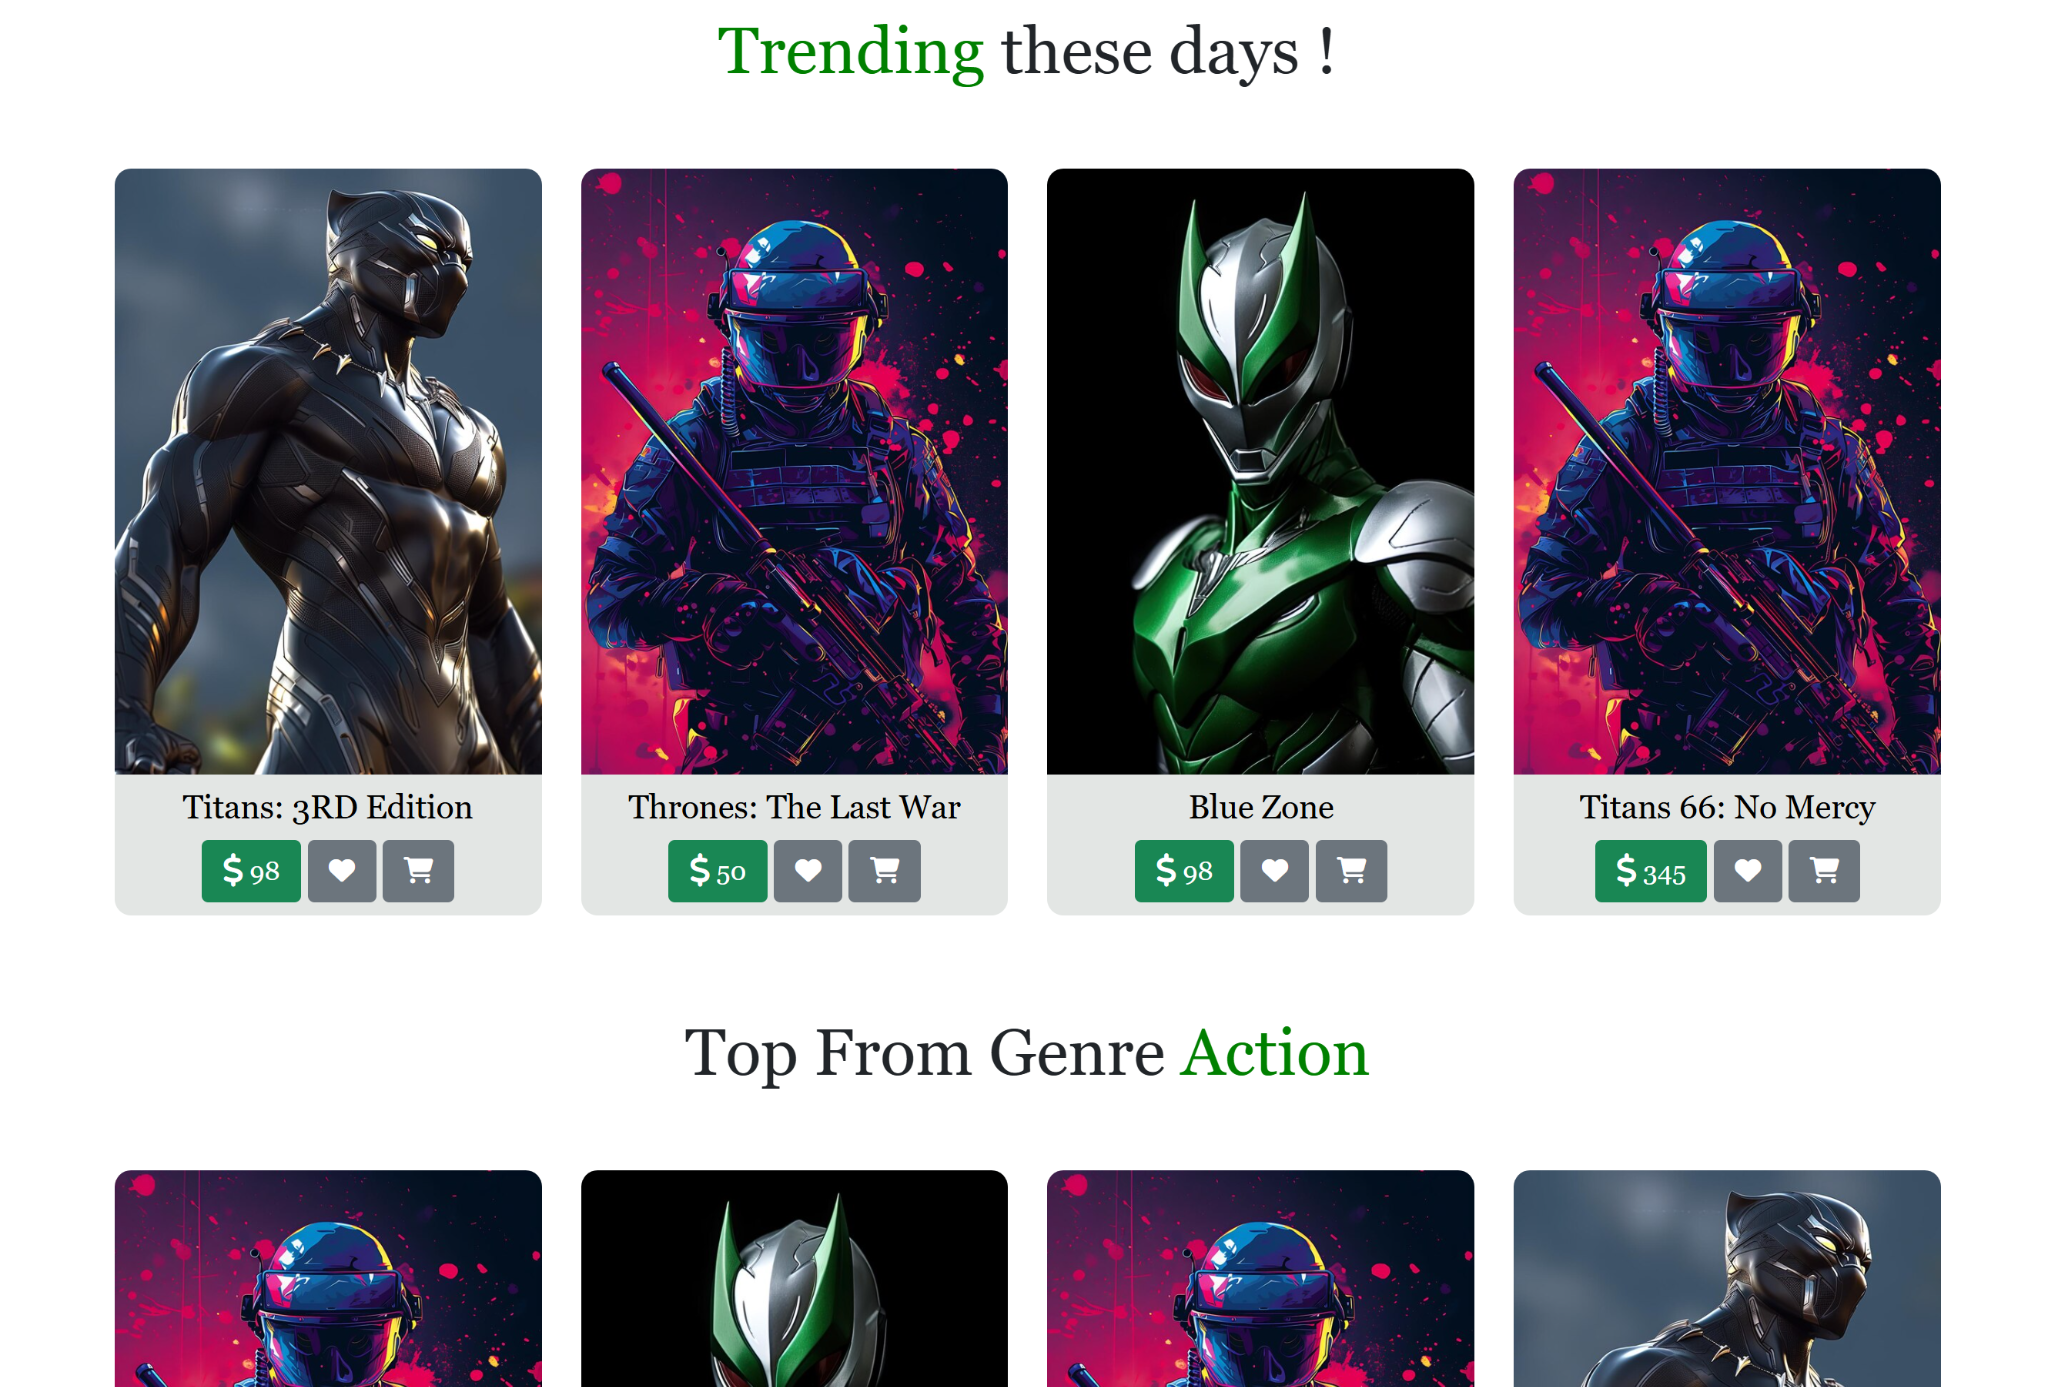 Trending these days !
Titans: 3RD Edition
$ 98
Thrones: The Last War
$ 50
Blue Zone
$ 98
Titans 66: No Mercy
$ 345
Top From Genre Action